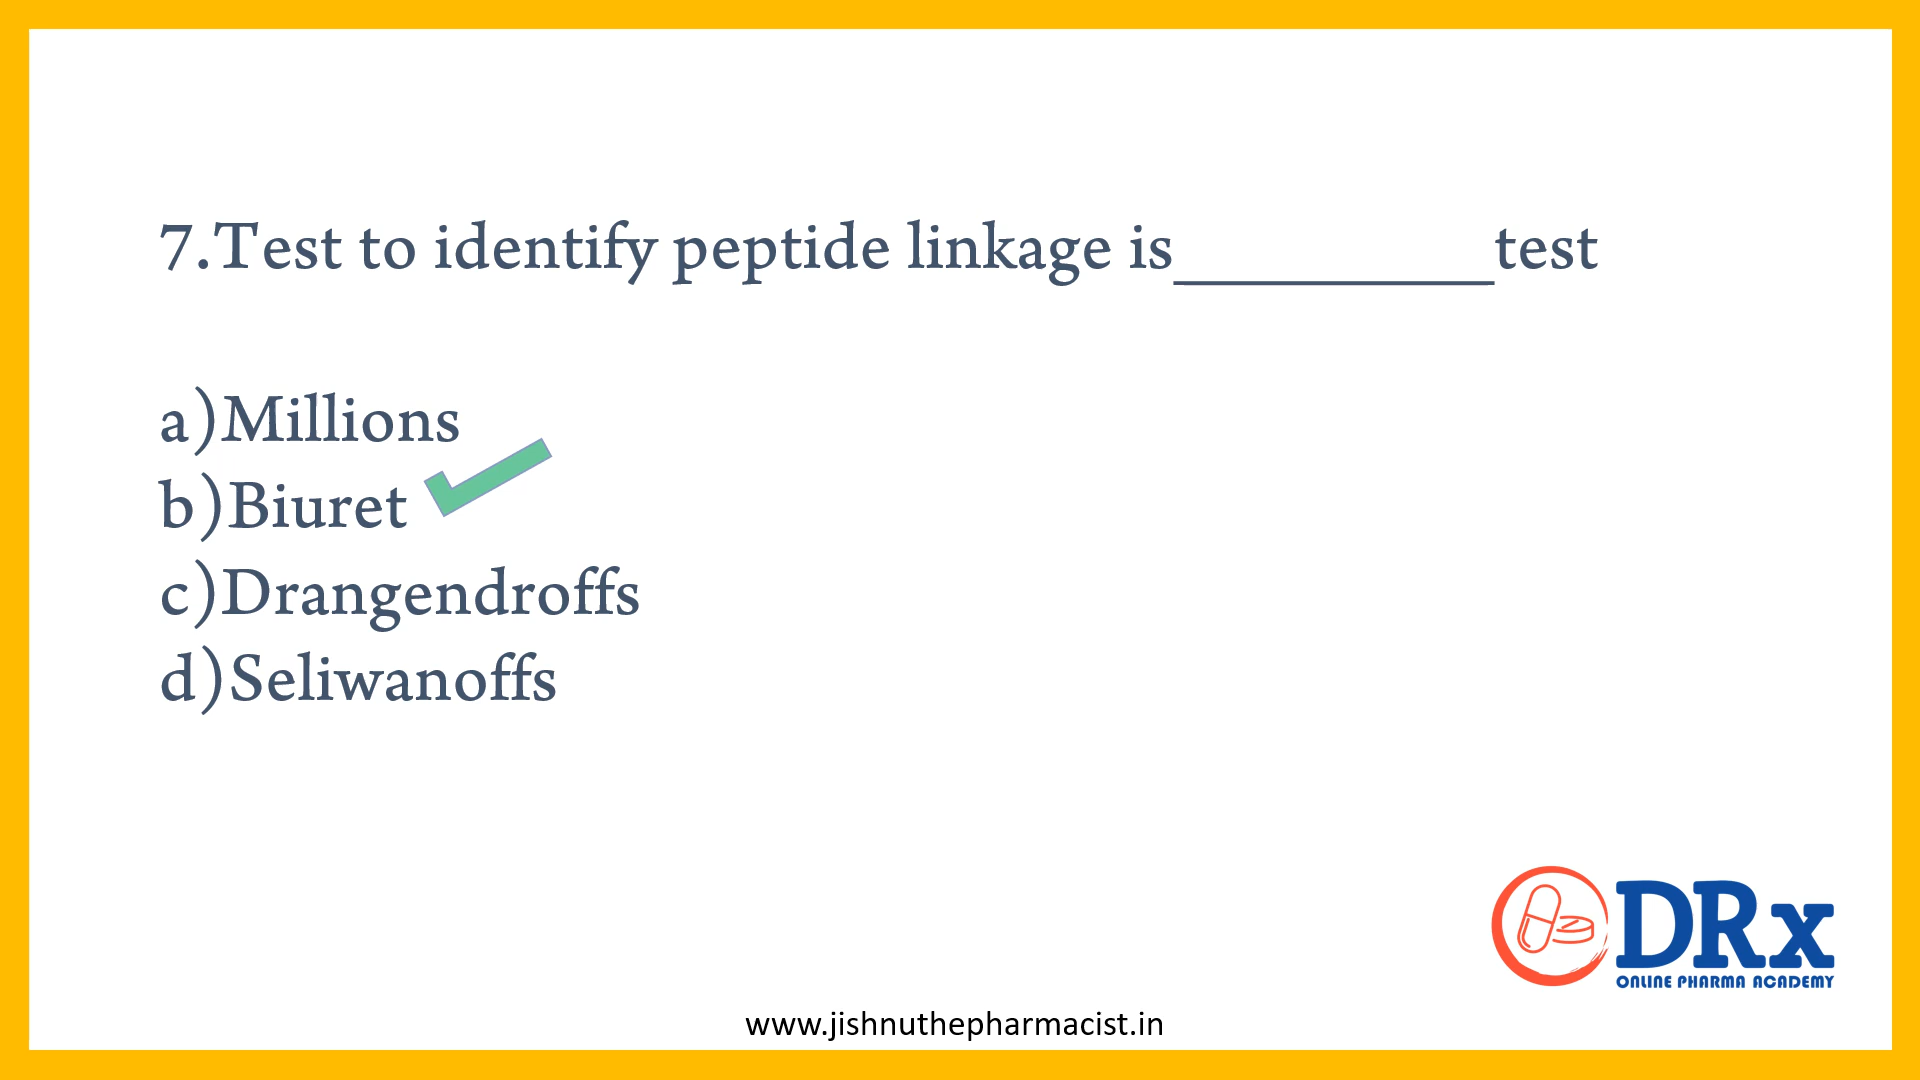 7.Test to identify peptide linkage is__________test
a)Millions
b)Biuret
c)Drangendroffs
d)Seliwanoffs
DRx
ONLINE PHARMA ACADEMY
www.jishnuthepharmacist.in